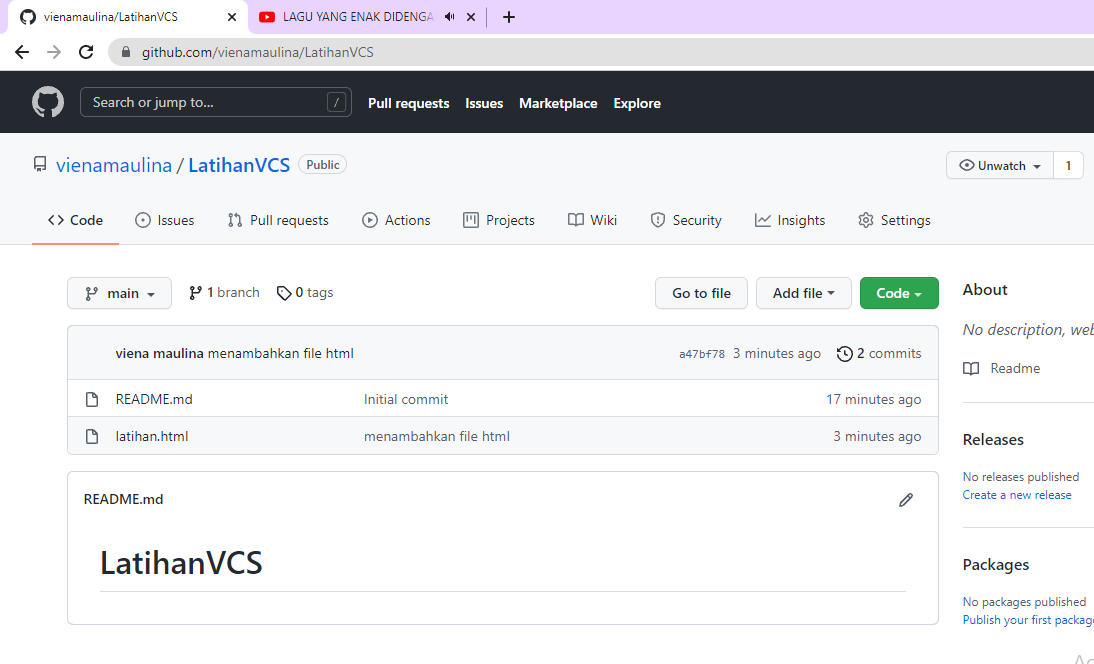 vienamaulina/LatihanVCS
LAGU YANG ENAK DIDENGA
github.com/vienamaulina/LatihanVCS
Search or jump to... /
Pull requests Issues Marketplace Explore
vienamaulina / LatihanVCS Public
Unwatch 1
Code Issues Pull requests Actions Projects Wiki Security Insights Settings
main 1 branch 0 tags Go to file Add file Code
viena maulina menambahkan file html a47bf78 3 minutes ago 2 commits
README.md Initial commit 17 minutes ago
latihan.html menambahkan file html 3 minutes ago
README.md
LatihanVCS
About
No description, web
Readme
Releases
No releases published
Create a new release
Packages
No packages published
Publish your first package